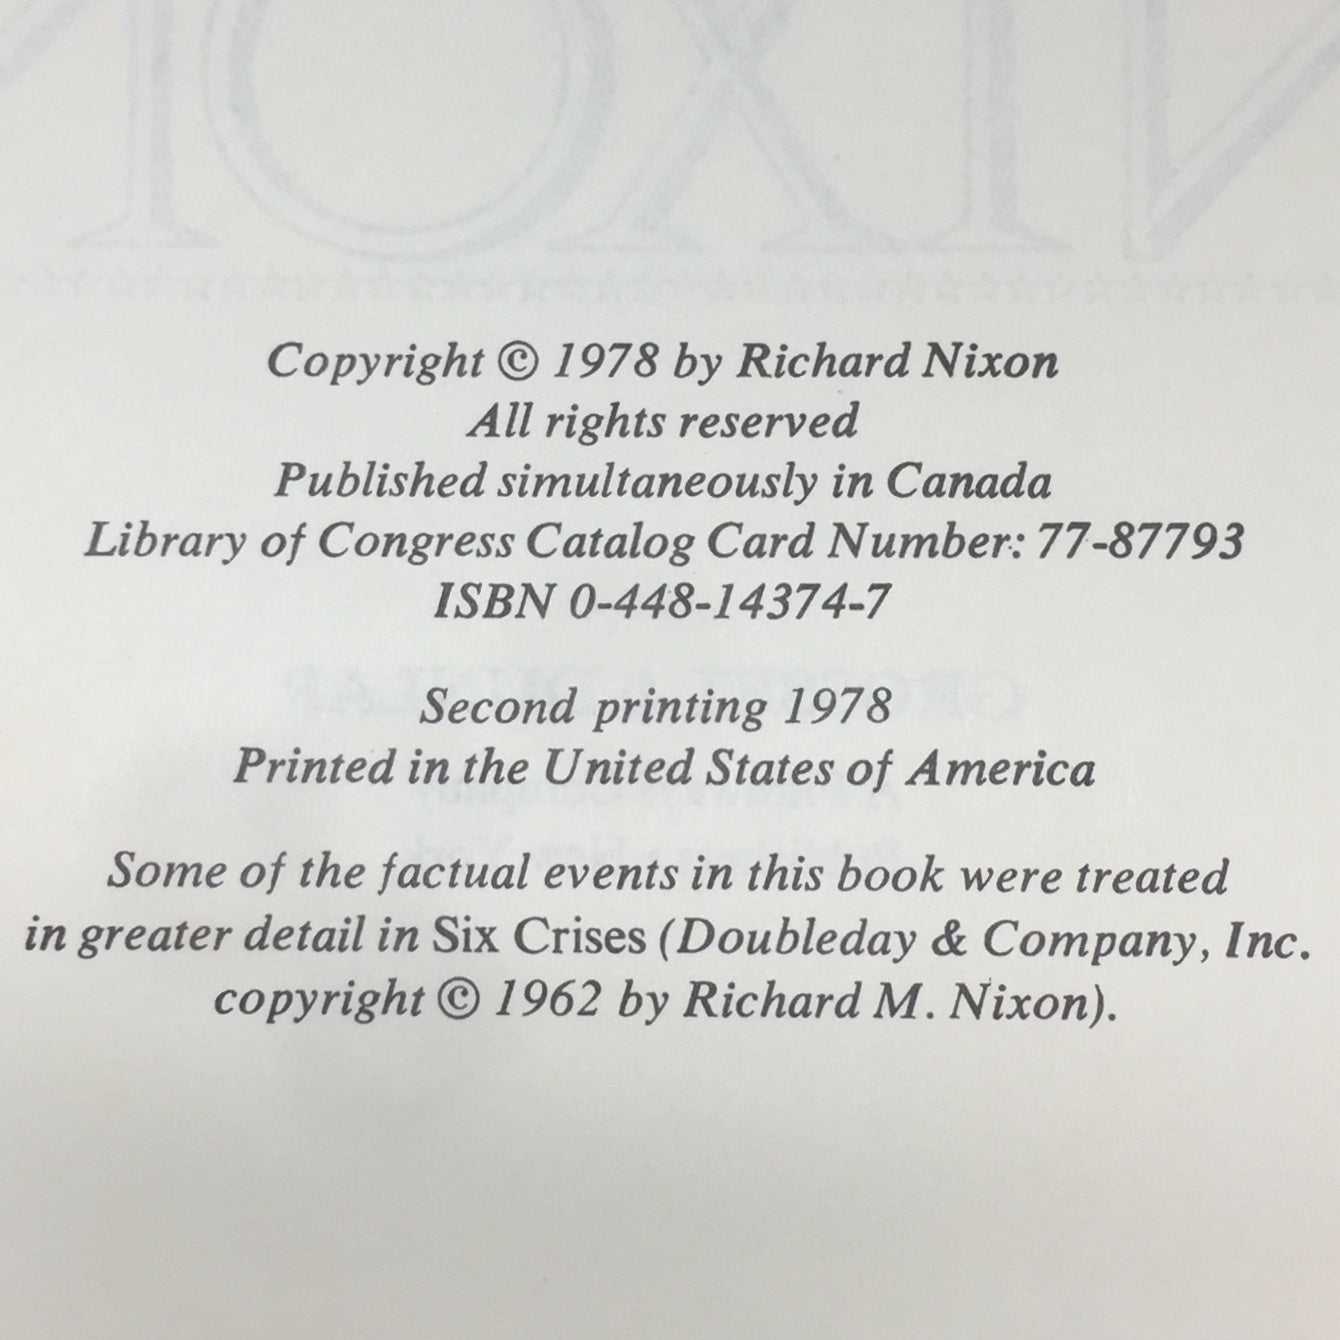 Copyright © 1978 by Richard Nixon
All rights reserved
Published simultaneously in Canada
Library of Congress Catalog Card Number: 77-87793
ISBN 0-448-14374-7
Second printing 1978
Printed in the United States of America
Some of the factual events in this book were treated
in greater detail in Six Crises (Doubleday & Company, Inc.
copyright © 1962 by Richard M. Nixon).